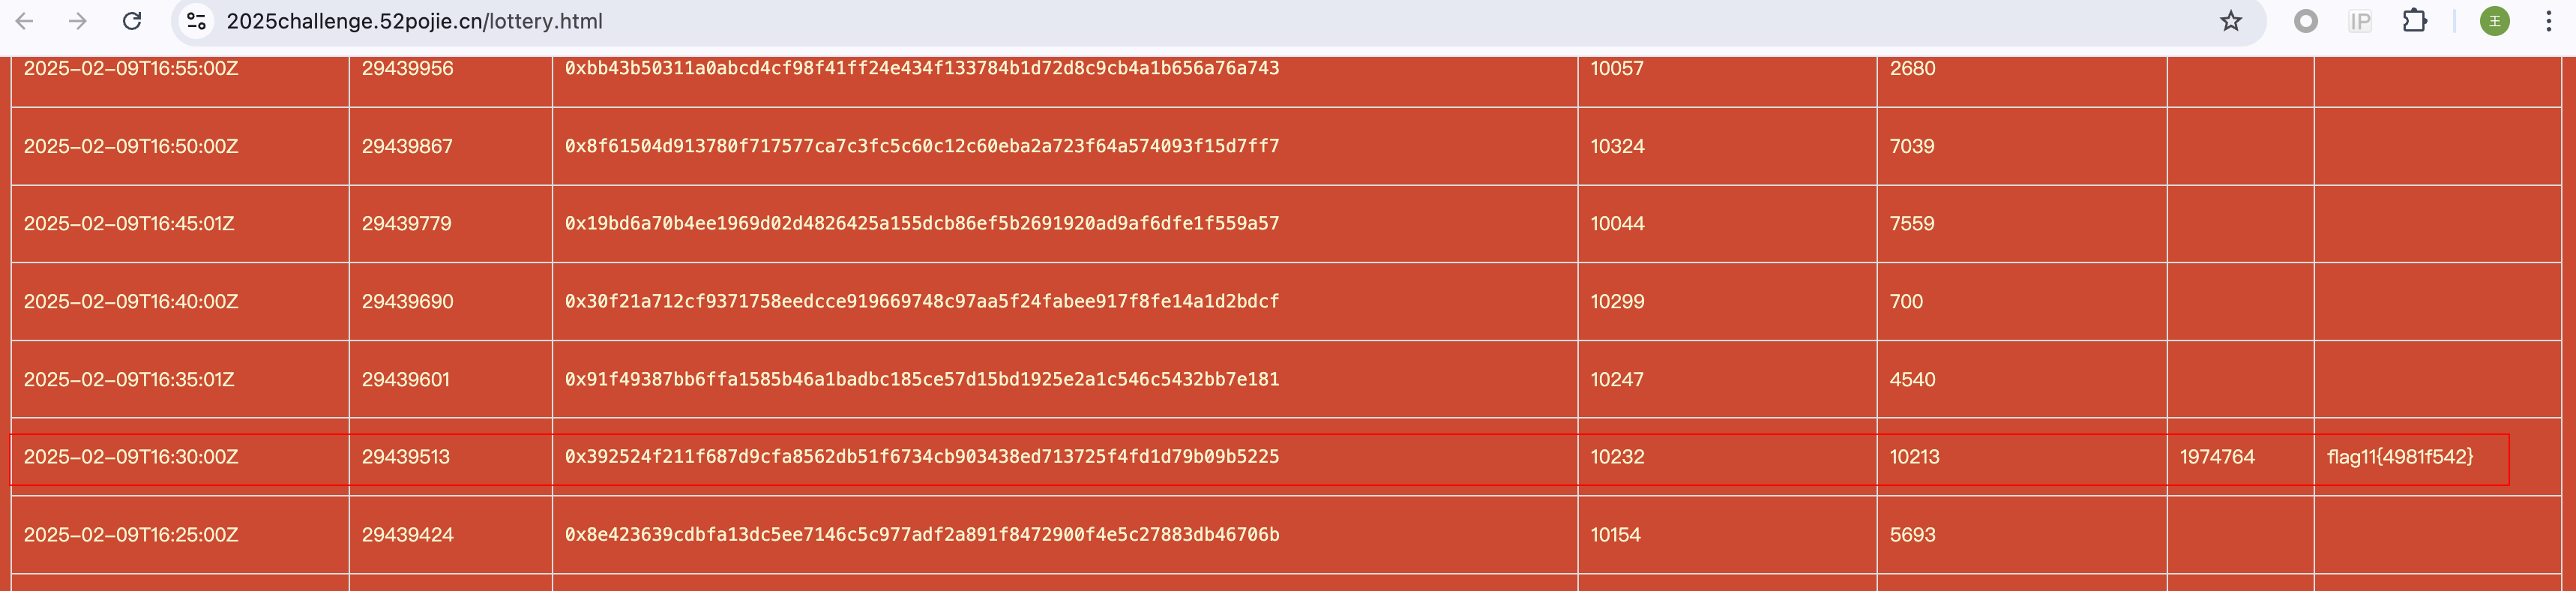 2025challenge.52pojie.cn/lottery.html
IP
王
2025-02-09T16:55:00Z 29439956 0xbb43b50311a0abcd4cf98f41ff24e434f133784b1d72d8c9cb4a1b656a76a743 10057 2680
2025-02-09T16:50:00Z 29439867 0x8f61504d913780f717577ca7c3fc5c60c12c60eba2a723f64a574093f15d7ff7 10324 7039
2025-02-09T16:45:01Z 29439779 0x19bd6a70b4ee1969d02d4826425a155dcb86ef5b2691920ad9af6dfe1f559a57 10044 7559
2025-02-09T16:40:00Z 29439690 0x30f21a712cf9371758eedcce919669748c97aa5f24fabee917f8fe14a1d2bdcf 10299 700
2025-02-09T16:35:01Z 29439601 0x91f49387bb6ffa1585b46a1badbc185ce57d15bd1925e2a1c546c5432bb7e181 10247 4540
2025-02-09T16:30:00Z 29439513 0x392524f211f687d9cfa8562db51f6734cb903438ed713725f4fd1d79b09b5225 10232 10213 1974764 flag11{4981f542}
2025-02-09T16:25:00Z 29439424 0x8e423639cdbfa13dc5ee7146c5c977adf2a891f8472900f4e5c27883db46706b 10154 5693